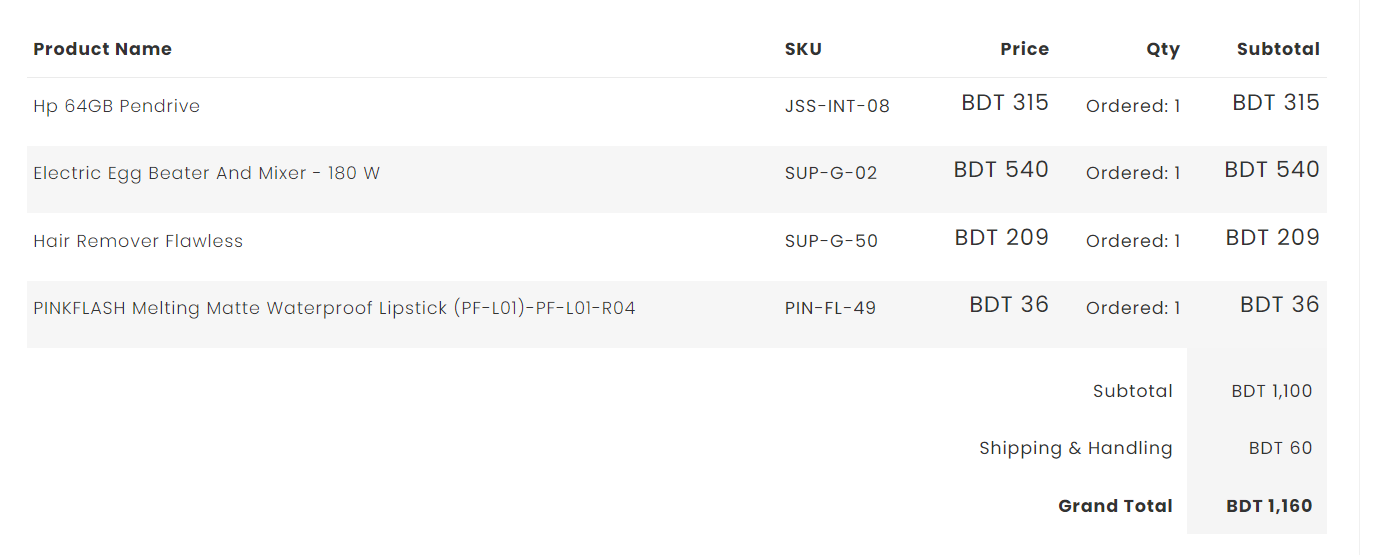 Product Name SKU Price Qty Subtotal
Hp 64GB Pendrive JSS-INT-08 BDT 315 Ordered: 1 BDT 315
Electric Egg Beater And Mixer - 180 W SUP-G-02 BDT 540 Ordered: 1 BDT 540
Hair Remover Flawless SUP-G-50 BDT 209 Ordered: 1 BDT 209
PINKFLASH Melting Matte Waterproof Lipstick (PF-L01)-PF-L01-R04 PIN-FL-49 BDT 36 Ordered: 1 BDT 36
Subtotal BDT 1,100
Shipping & Handling BDT 60
Grand Total BDT 1,160